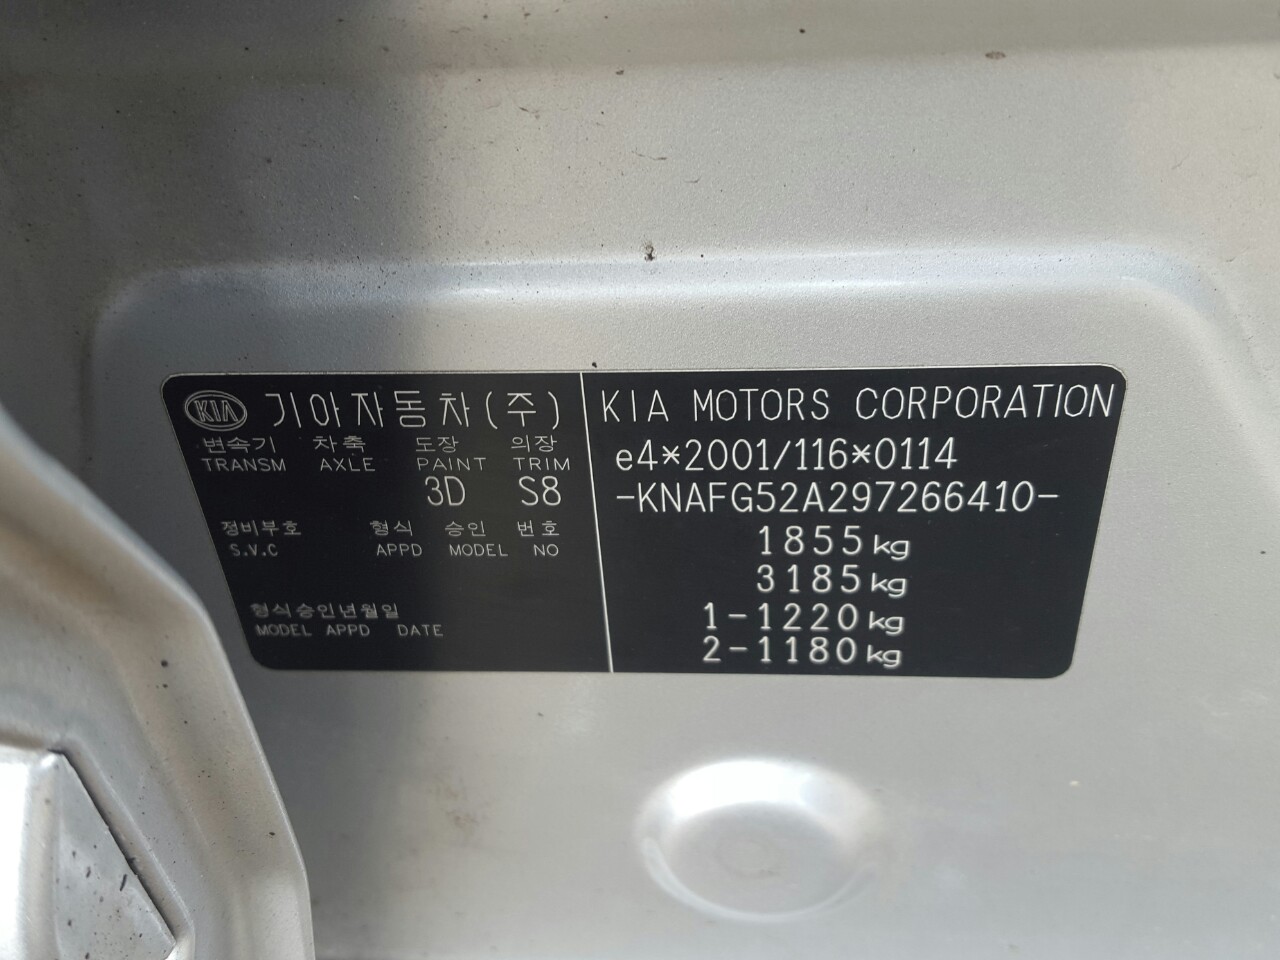 KIA 기아자동차(주)
변속기 차축 도장 의장
TRANSM AXLE PAINT TRIM
3D S8
정비부호 형식 승인 번호
S.V.C APPD MODEL NO
형식승인년월일
MODEL APPD DATE
KIA MOTORS CORPORATION
e4*2001/116*0114
-KNAFG52A297266410-
1855kg
3185kg
1-1220kg
2-1180kg